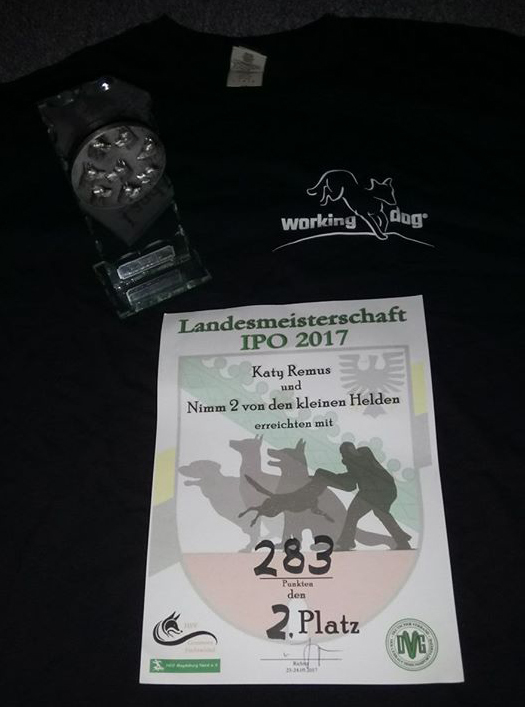 working dog®
Landesmeisterschaft
IPO 2017
Katy Remus
und
Nimm 2 von den kleinen Helden
erreichten mit
283
Punkten
den
2. Platz
Richter
DVG